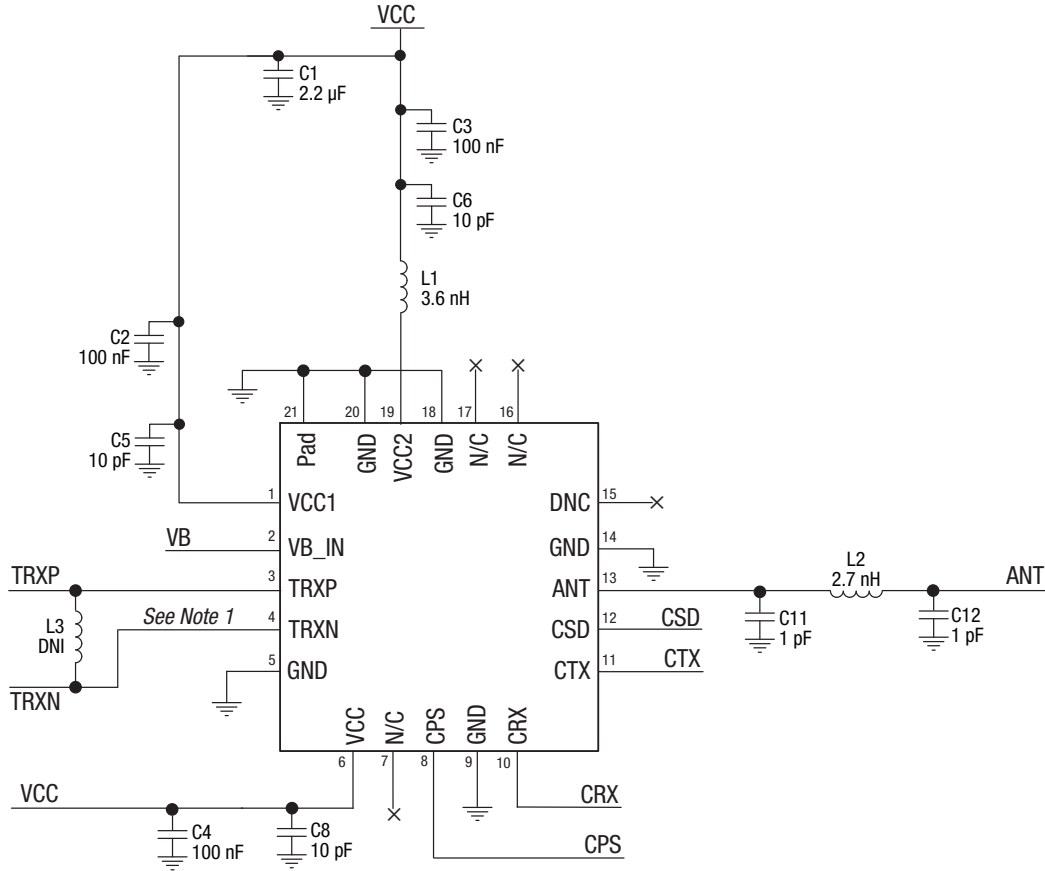 VCC
C1
2.2 µF
C3
100 nF
C6
10 pF
L1
3.6 nH
C2
100 nF
C5
10 pF
21
20
19
18
17
16
Pad
GND
VCC2
GND
N/C
N/C
1
VCC1
DNC
15
VB
2
VB_IN
GND
14
TRXP
3
TRXP
ANT
13
L2
2.7 nH
ANT
L3
DNI
See Note 1
4
TRXN
CSD
12
CSD
C11
1 pF
C12
1 pF
TRXN
5
GND
CTX
11
CTX
VCC
N/C
CPS
GND
CRX
6
7
8
9
10
VCC
C4
100 nF
C8
10 pF
CRX
CPS